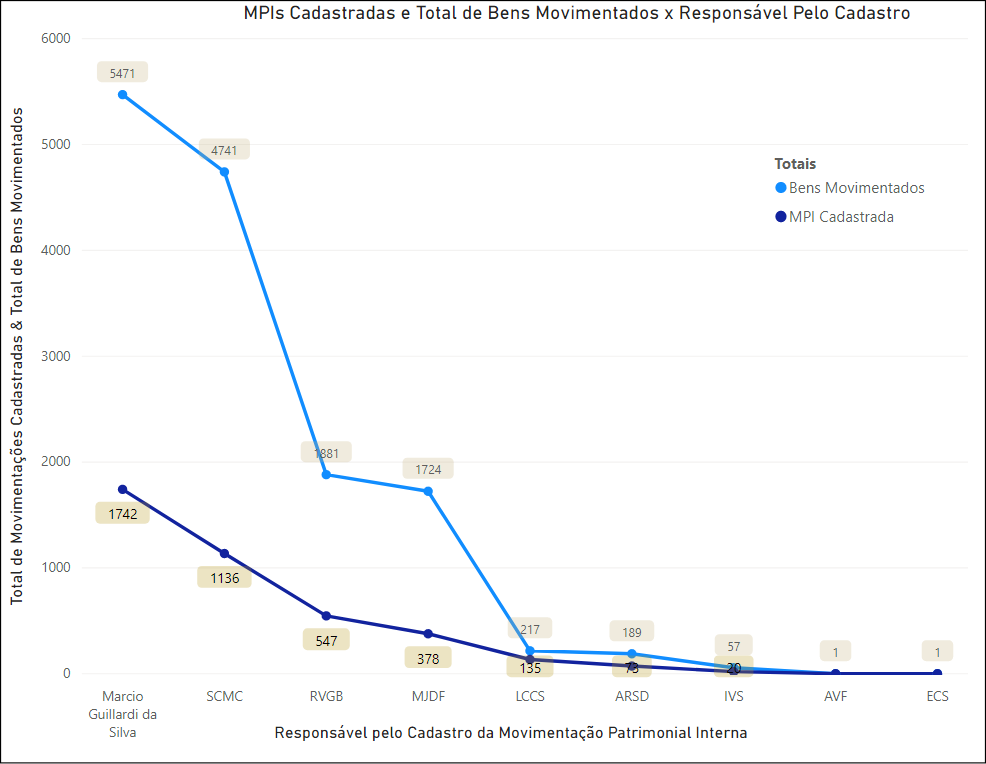 MPIs Cadastradas e Total de Bens Movimentados x Responsável Pelo Cadastro
Total de Movimentações Cadastradas & Total de Bens Movimentados
6000
5000
4000
3000
2000
1000
0
Totais
Bens Movimentados
MPI Cadastrada
5471
4741
1881
1724
217
189
57
1
1
1742
1136
547
378
135
73
20
Marcio
Guillardi da
Silva
SCMC
RVGB
MJDF
LCCS
ARSD
IVS
AVF
ECS
Responsável pelo Cadastro da Movimentação Patrimonial Interna